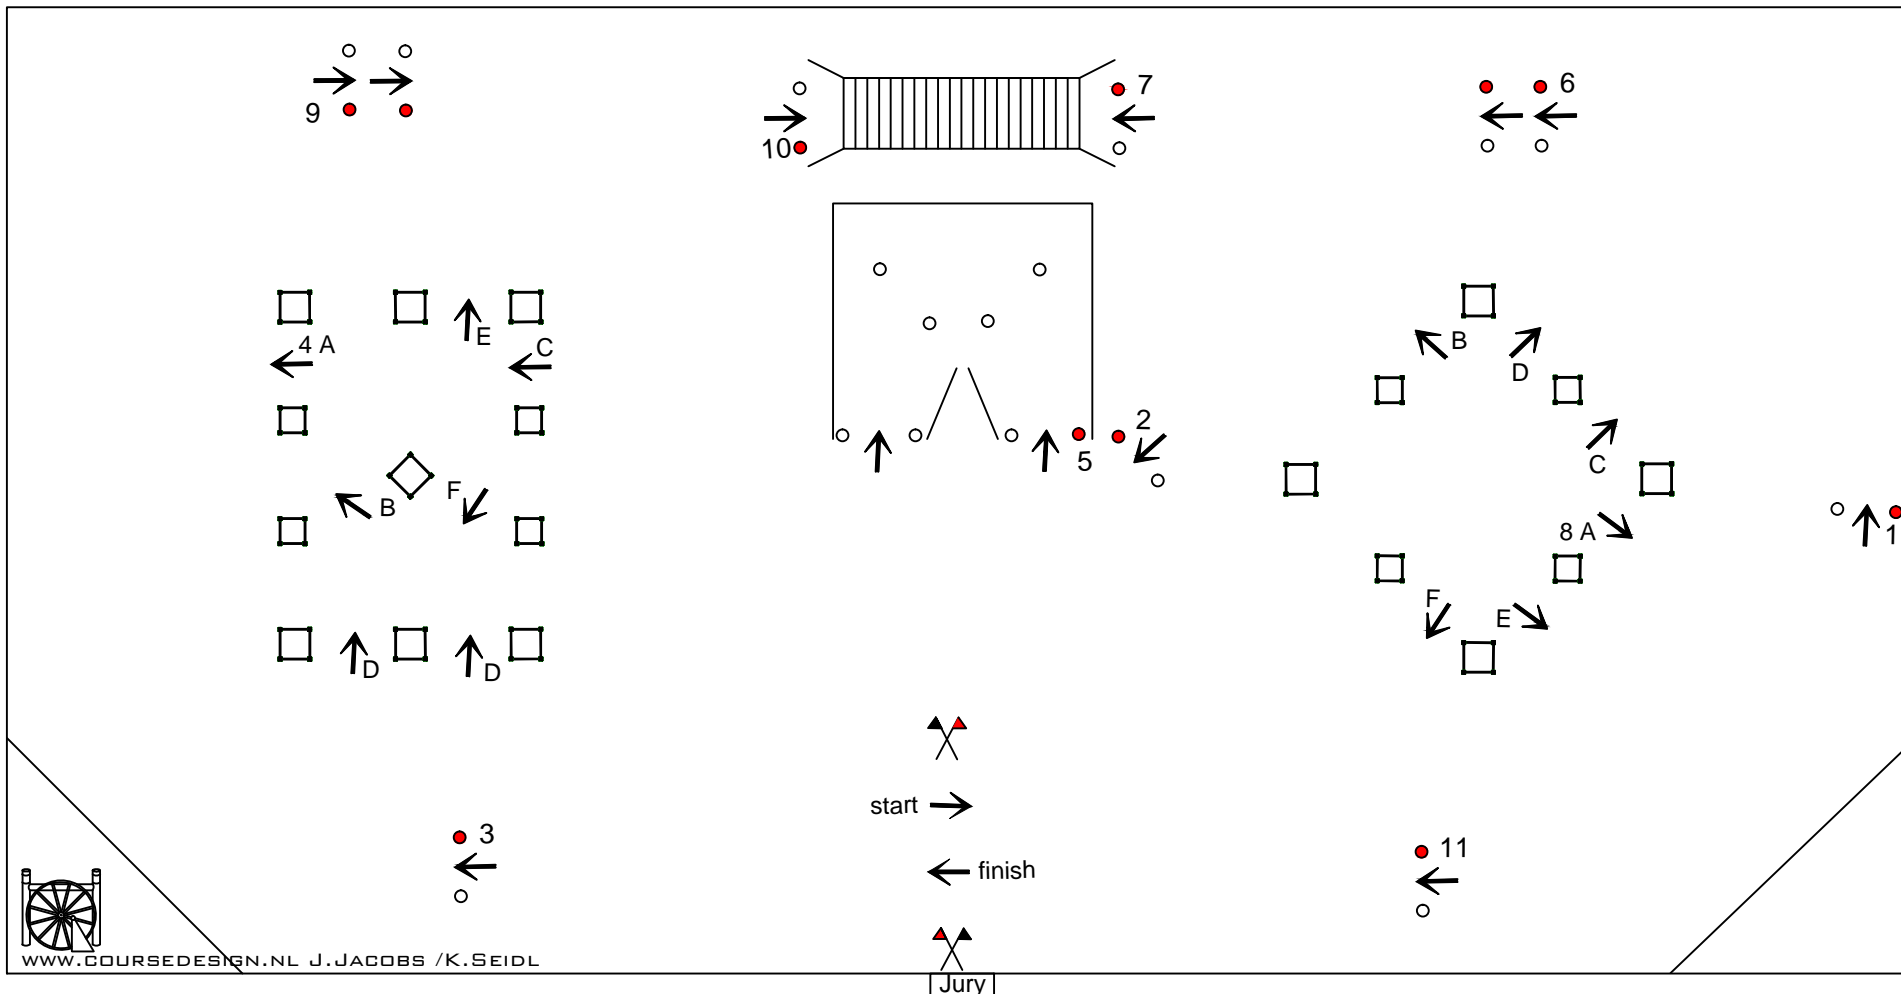 9
7
10
6
4 A
E
C
B
F
D
D
2
5
B
D
C
8 A
F
E
1
start
finish
3
11
WWW.COURSEDESIGN.NL J.JACOBS /K.SEIDL
Jury